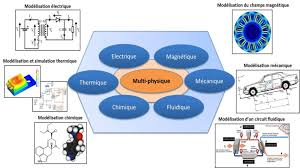 Modélisation électrique
Modélisation du champs magnétique
Electrique
Magnétique
Modélisation et simulation thermique
Modélisation mécanique
Thermique
Multi-physique
Mécanique
Chimique
Fluidique
Modélisation chimique
Modélisation d'un circuit fluidique